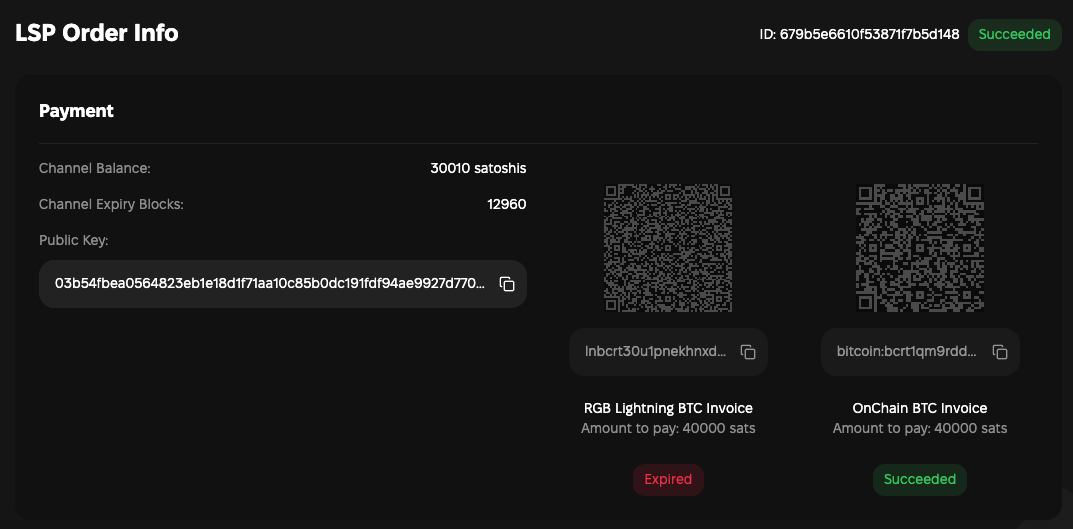 LSP Order Info
ID: 679b5e6610f53871f7b5d148
Succeeded
Payment
Channel Balance:
30010 satoshis
Channel Expiry Blocks:
12960
Public Key:
03b54fbea0564823eb1e18d1f71aa10c85b0dc191fdf94ae9927d770...
lnbcrt30u1pnekhnxd...
bitcoin:bcrt1qm9rdd...
RGB Lightning BTC Invoice
Amount to pay: 40000 sats
OnChain BTC Invoice
Amount to pay: 40000 sats
Expired
Succeeded